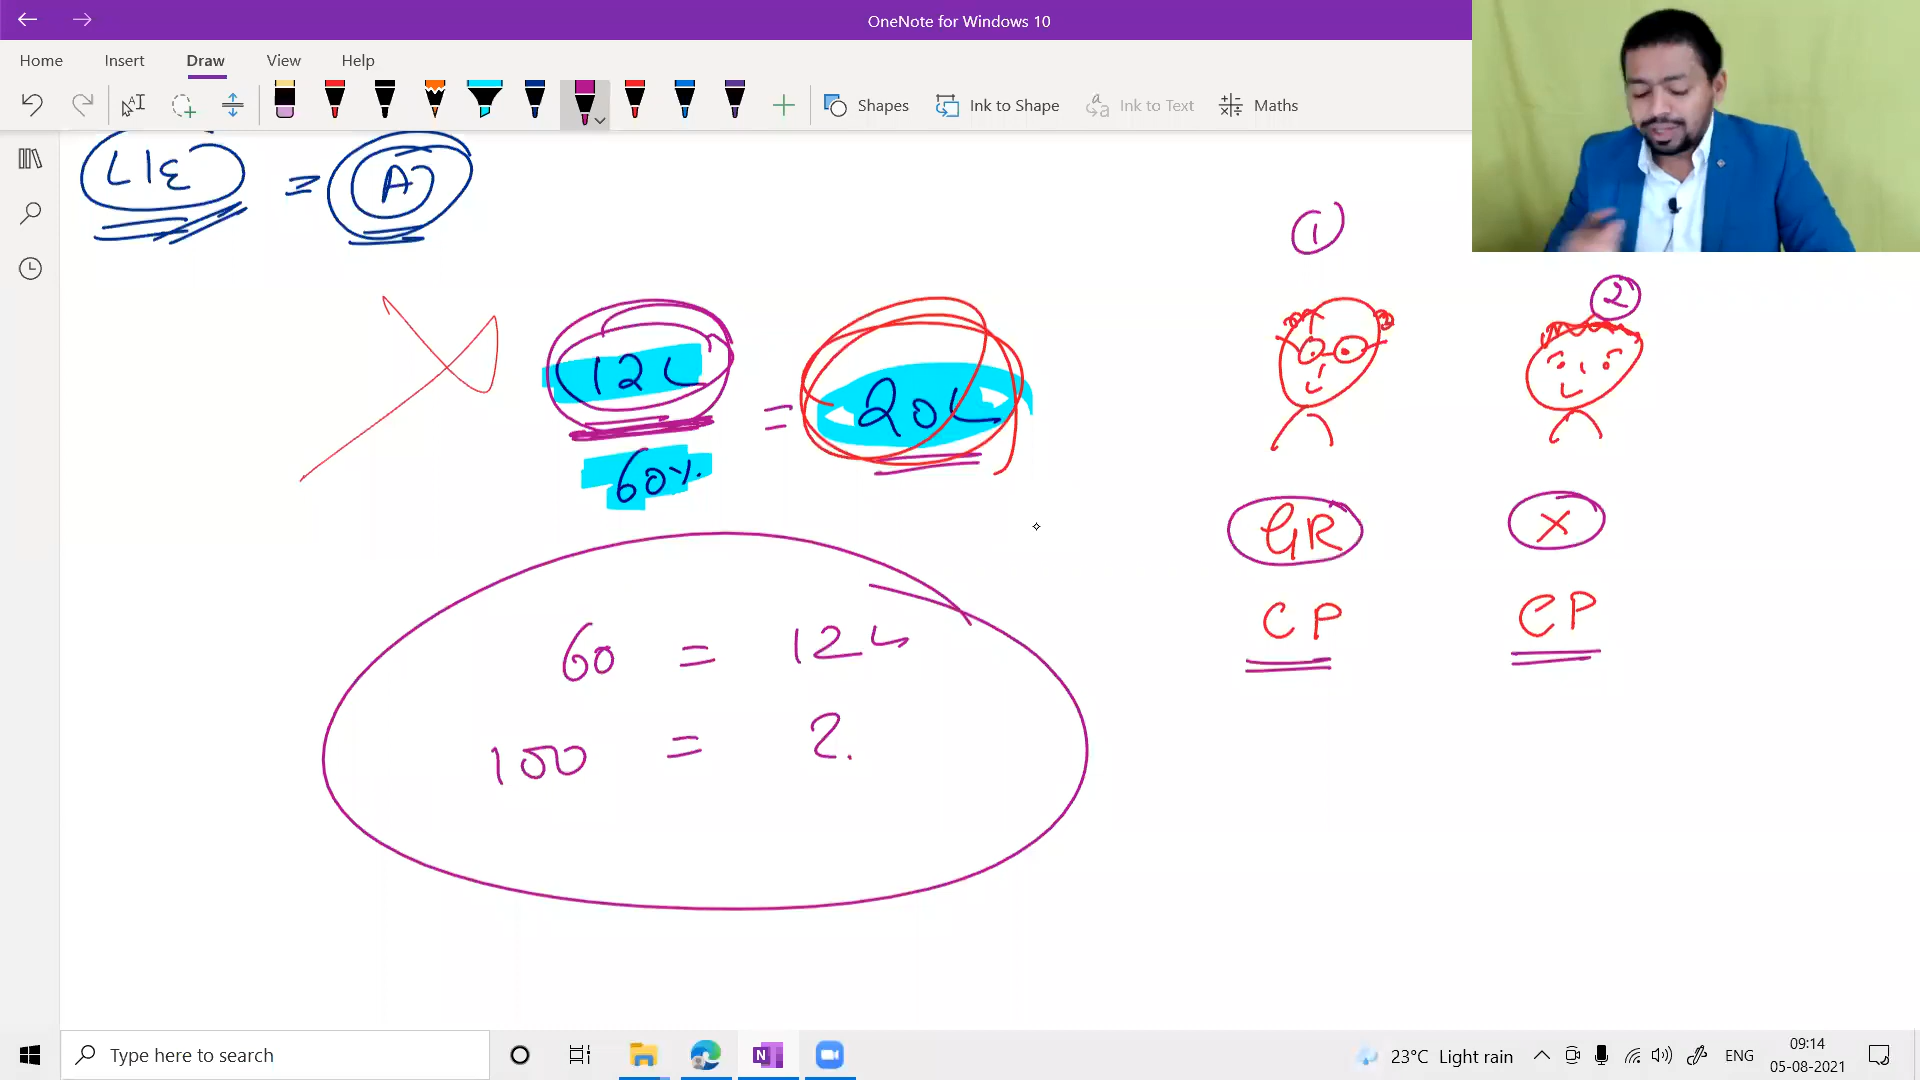 OneNote for Windows 10
Home Insert Draw View Help
Shapes Ink to Shape Ink to Text Maths
L1E = A
1
2
12L = 20L
60%
GR X
CP CP
60 = 12L
100 = 2.
Type here to search
23°C Light rain ENG 09:14
05-08-2021